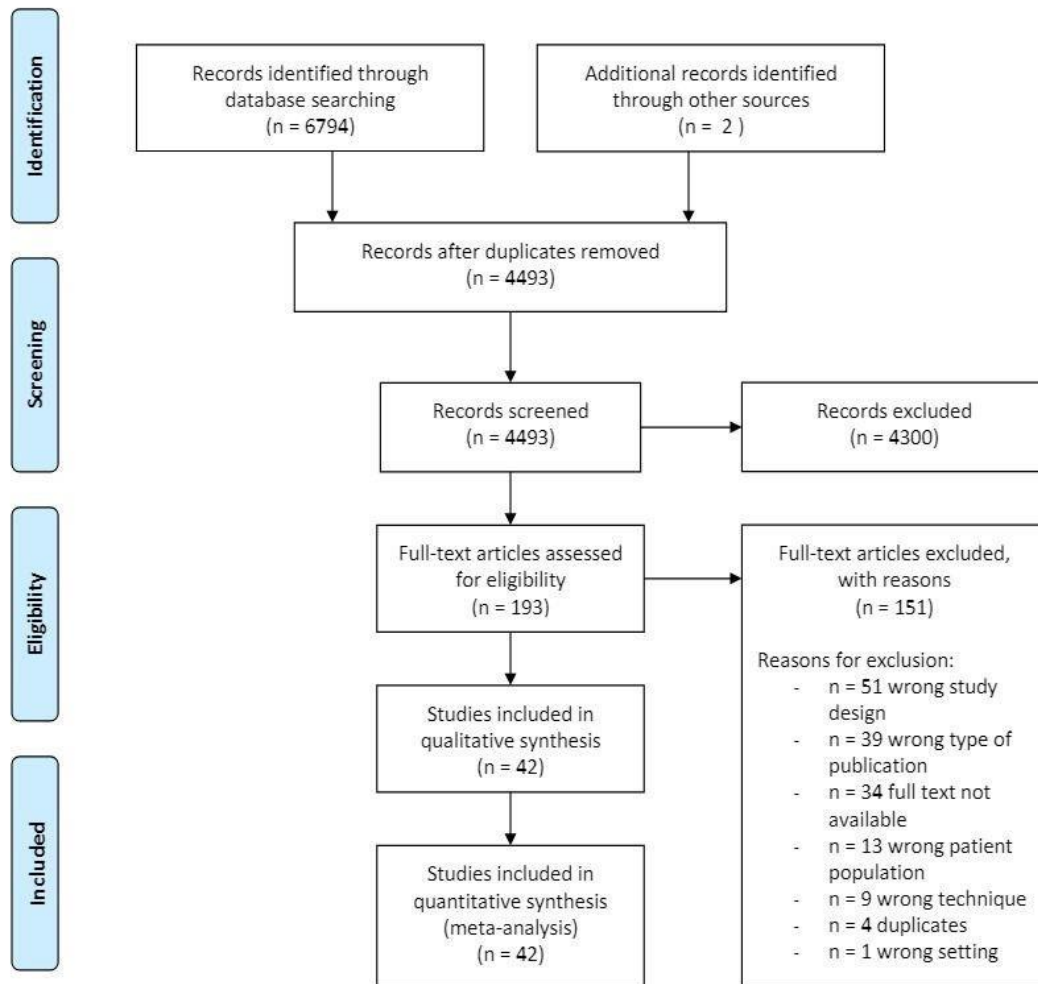 Identification
Records identified through
database searching
(n = 6794)
Additional records identified
through other sources
(n = 2 )
Records after duplicates removed
(n = 4493)
Screening
Records screened
(n = 4493)
Records excluded
(n = 4300)
Eligibility
Full-text articles assessed
for eligibility
(n = 193)
Full-text articles excluded,
with reasons
(n = 151)
Reasons for exclusion:
- n = 51 wrong study
design
- n = 39 wrong type of
publication
- n = 34 full text not
available
- n = 13 wrong patient
population
- n = 9 wrong technique
- n = 4 duplicates
- n = 1 wrong setting
Studies included in
qualitative synthesis
(n = 42)
Included
Studies included in
quantitative synthesis
(meta-analysis)
(n = 42)